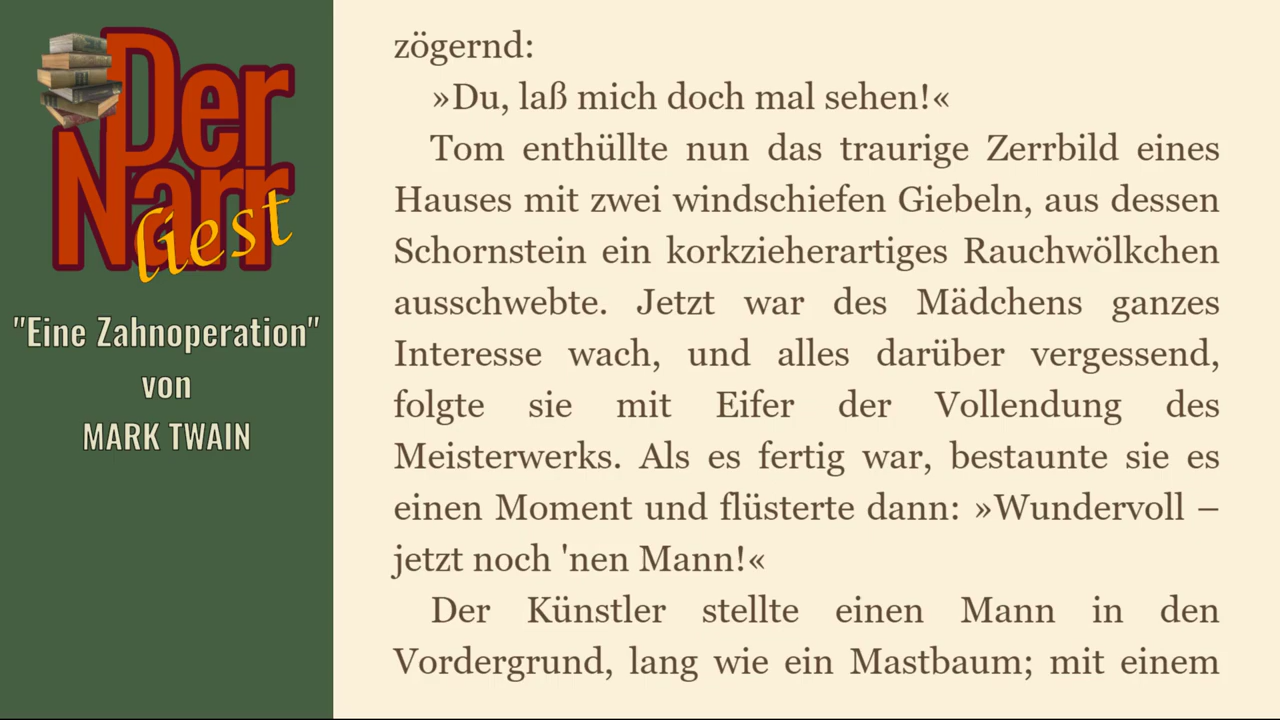 Der
Narr
liest
"Eine Zahnoperation"
von
MARK TWAIN
zögernd:
»Du, laß mich doch mal sehen!«
Tom enthüllte nun das traurige Zerrbild eines
Hauses mit zwei windschiefen Giebeln, aus dessen
Schornstein ein korkzieherartiges Rauchwölkchen
ausschwebte. Jetzt war des Mädchens ganzes
Interesse wach, und alles darüber vergessend,
folgte sie mit Eifer der Vollendung des
Meisterwerks. Als es fertig war, bestaunte sie es
einen Moment und flüsterte dann: »Wundervoll –
jetzt noch 'nen Mann!«
Der Künstler stellte einen Mann in den
Vordergrund, lang wie ein Mastbaum; mit einem